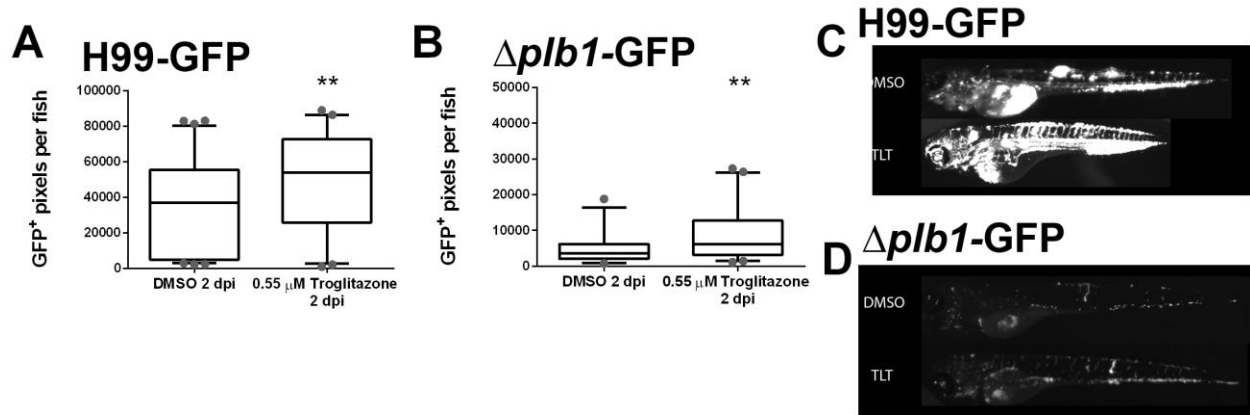 A
H99-GFP
**
GFP+ pixels per fish
100000
80000
60000
40000
20000
0
DMSO 2 dpi
0.55 μM Troglitazone
2 dpi
B
Δplb1-GFP
**
GFP+ pixels per fish
50000
40000
30000
20000
10000
0
DMSO 2 dpi
0.55 μM Troglitazone
2 dpi
C
H99-GFP
DMSO
TLT
D
Δplb1-GFP
DMSO
TLT